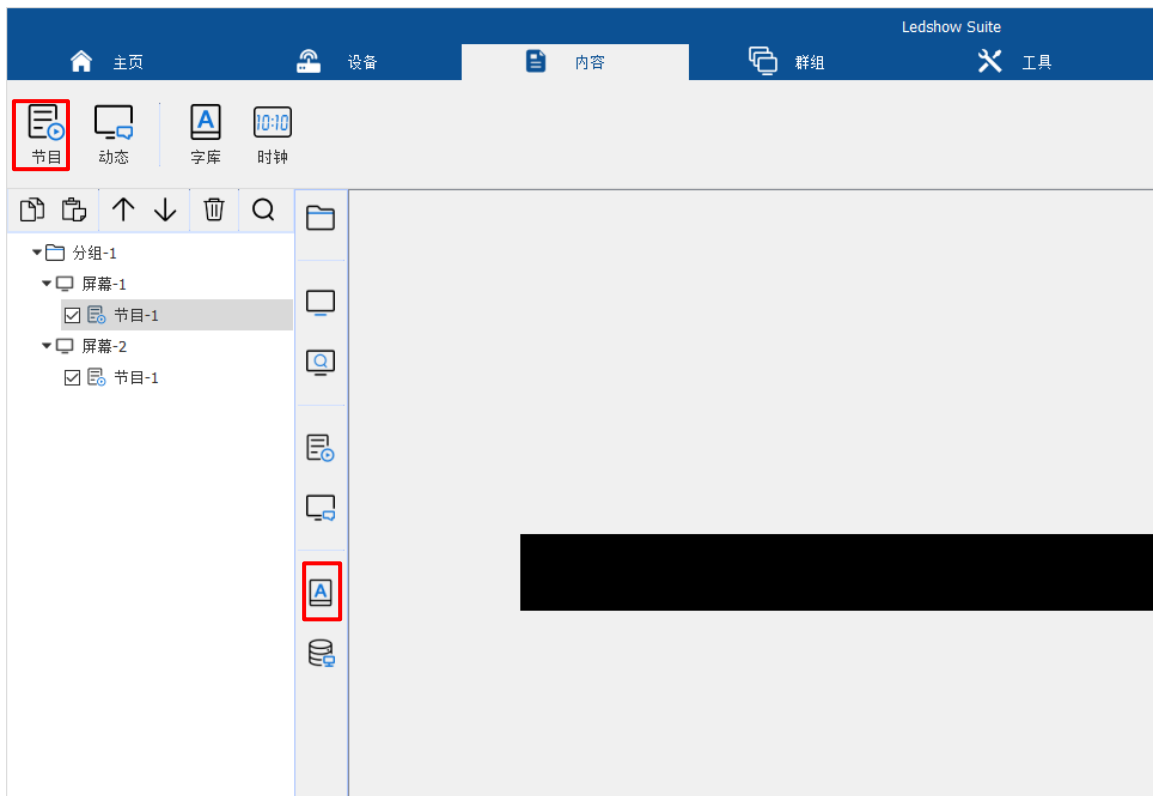 Ledshow Suite
主页 设备 内容 群组 工具
A 10:10
节目 动态 字库 时钟
分组-1
屏幕-1
节目-1
屏幕-2
节目-1
A